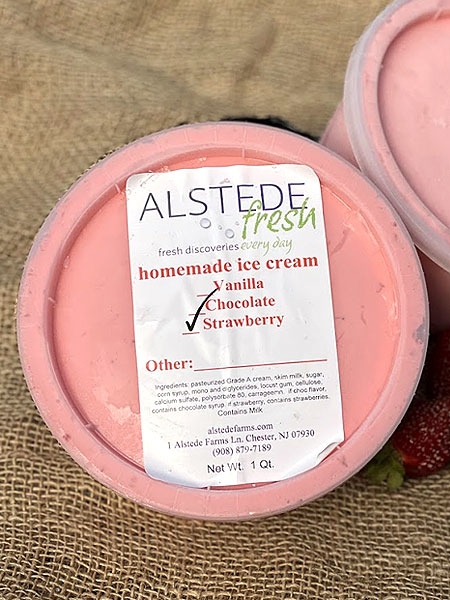 ALSTEDE
fresh
fresh discoveries every day
homemade ice cream
_Vanilla
_Chocolate
✓ Strawberry
Other:
Ingredients: pasteurized Grade A cream, skim milk, sugar,
corn syrup, mono and diglycerides, locust gum, cellulose,
calcium sulfate, polysorbate 80, carrageenn. if choc flavor,
contains chocolate syrup, if strawberry, contains strawberries.
Contains Milk
alstedefarms.com
1 Alstede Farms Ln. Chester, NJ 07930
(908) 879-7189
Net Wt. 1 Qt.